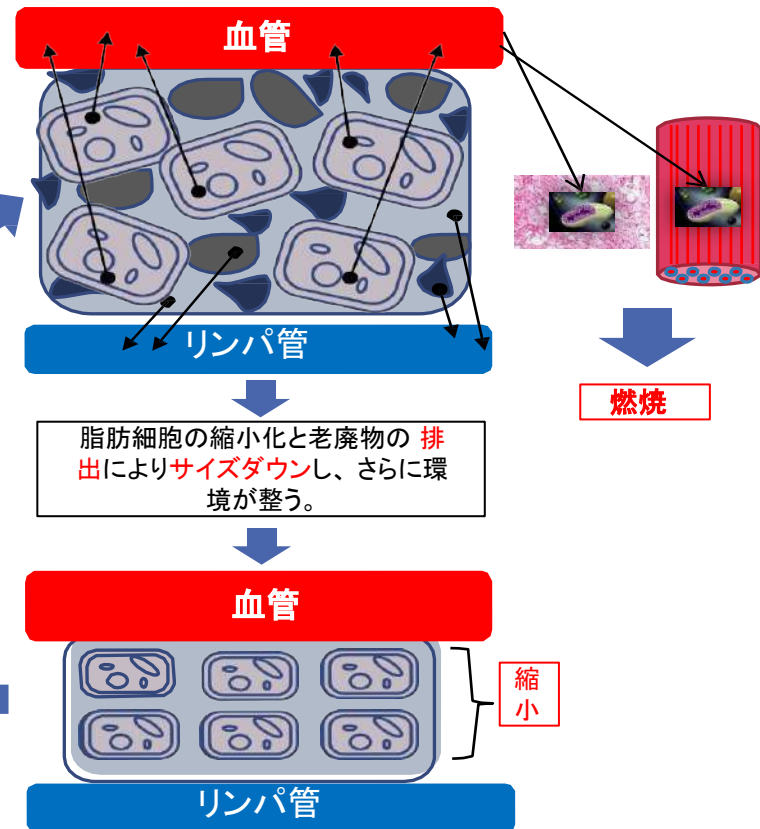 血管
リンパ管
燃焼
脂肪細胞の縮小化と老廃物の 排
出によりサイズダウンし、さらに環
境が整う。
血管
縮
小
リンパ管